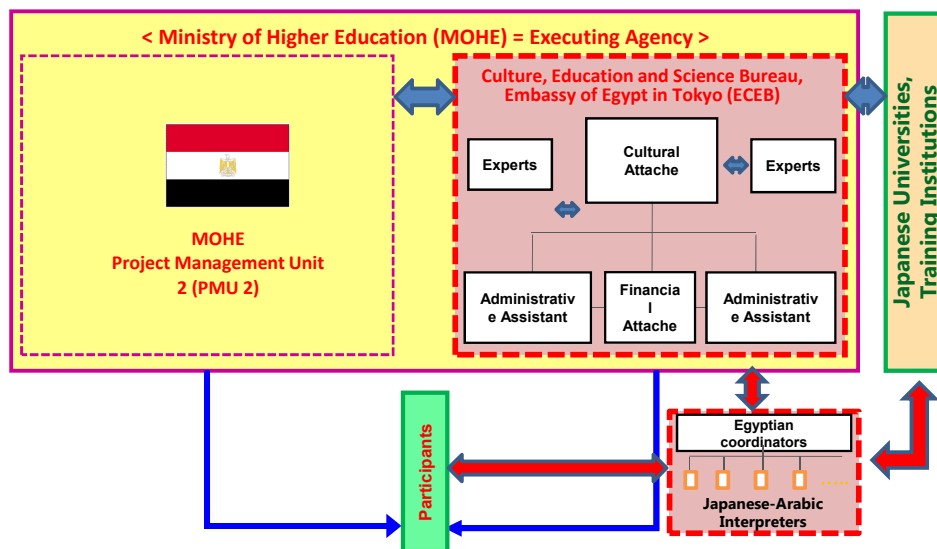 < Ministry of Higher Education (MOHE) = Executing Agency >
Culture, Education and Science Bureau,
Embassy of Egypt in Tokyo (ECEB)
Experts
Cultural
Attache
Experts
MOHE
Project Management Unit
2 (PMU 2)
Administrativ
e Assistant
Financia
l
Attache
Administrativ
e Assistant
Japanese Universities,
Training Institutions
Participants
Egyptian
coordinators
Japanese-Arabic
Interpreters